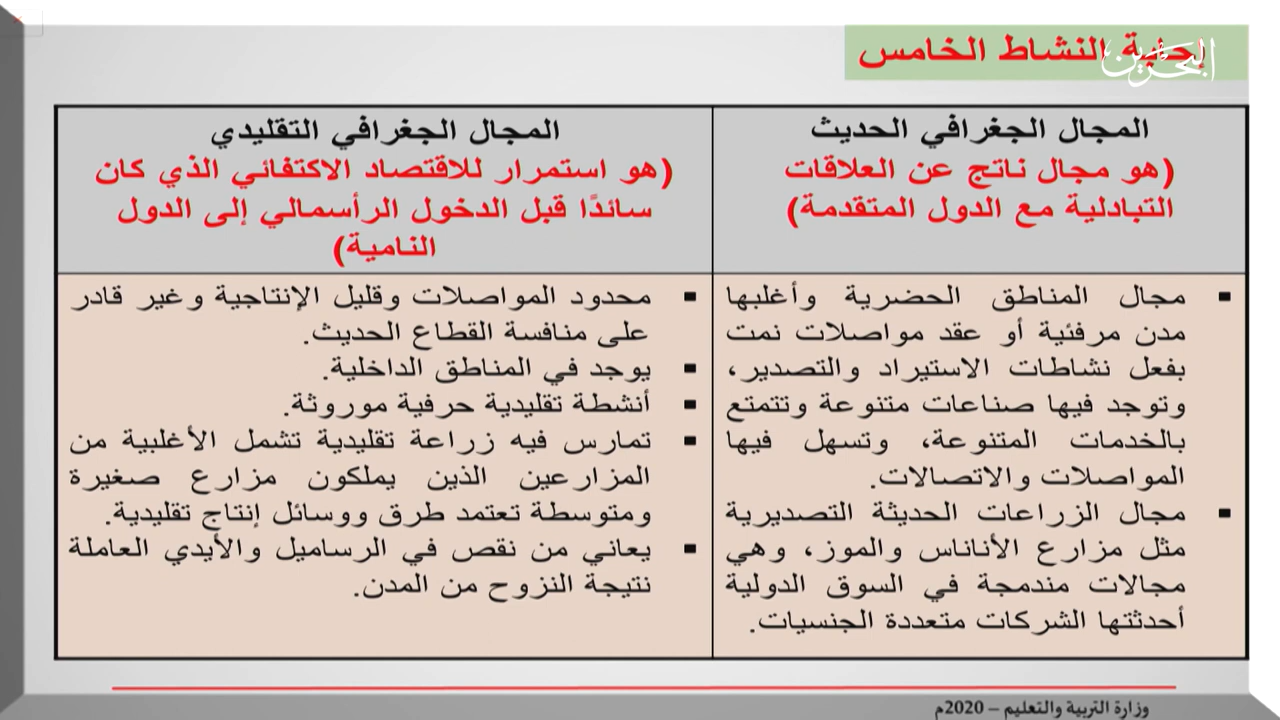 إجابة النشاط الخامس
البحرين
المجال الجغرافي الحديث
(هو مجال ناتج عن العلاقات
التبادلية مع الدول المتقدمة)
المجال الجغرافي التقليدي
(هو استمرار للاقتصاد الاكتفائي الذي كان
سائدًا قبل الدخول الرأسمالي إلى الدول
النامية)
▪ مجال المناطق الحضرية وأغلبها
مدن مرفئية أو عقد مواصلات نمت
بفعل نشاطات الاستيراد والتصدير،
وتوجد فيها صناعات متنوعة وتتمتع
بالخدمات المتنوعة، وتسهل فيها
المواصلات والاتصالات.
▪ مجال الزراعات الحديثة التصديرية
مثل مزارع الأناناس والموز، وهي
مجالات مندمجة في السوق الدولية
أحدثتها الشركات متعددة الجنسيات.
▪ محدود المواصلات وقليل الإنتاجية وغير قادر
على منافسة القطاع الحديث.
▪ يوجد في المناطق الداخلية.
▪ أنشطة تقليدية حرفية موروثة.
▪ تمارس فيه زراعة تقليدية تشمل الأغلبية من
المزارعين الذين يملكون مزارع صغيرة
ومتوسطة تعتمد طرق ووسائل إنتاج تقليدية.
▪ يعاني من نقص في الرساميل والأيدي العاملة
نتيجة النزوح من المدن.
وزارة التربية والتعليم – 2020م